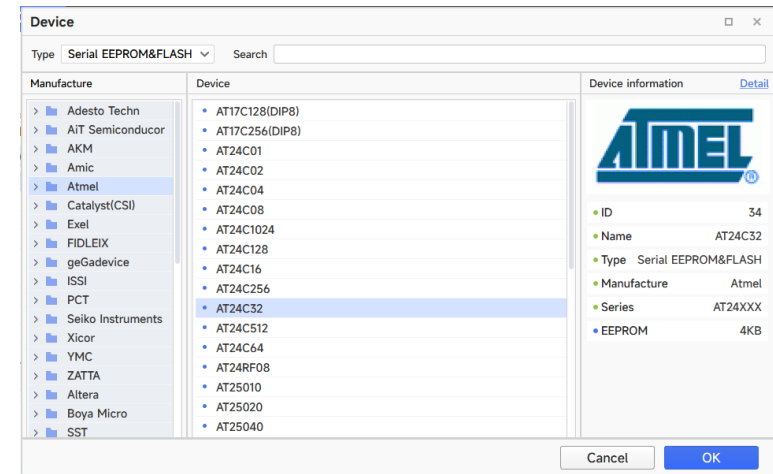 Device
Type Serial EEPROM&FLASH Search
Manufacture
Adesto Techn
AiT Semiconducor
AKM
Amic
Atmel
Catalyst(CSI)
Exel
FIDLEIX
geGadevice
ISSI
PCT
Seiko Instruments
Xicor
YMC
ZATTA
Altera
Boya Micro
SST
Device
AT17C128(DIP8)
AT17C256(DIP8)
AT24C01
AT24C02
AT24C04
AT24C08
AT24C1024
AT24C128
AT24C16
AT24C256
AT24C32
AT24C512
AT24C64
AT24RF08
AT25010
AT25020
AT25040
Device information Detail
ATMEL ®
ID 34
Name AT24C32
Type Serial EEPROM&FLASH
Manufacture Atmel
Series AT24XXX
EEPROM 4KB
Cancel OK